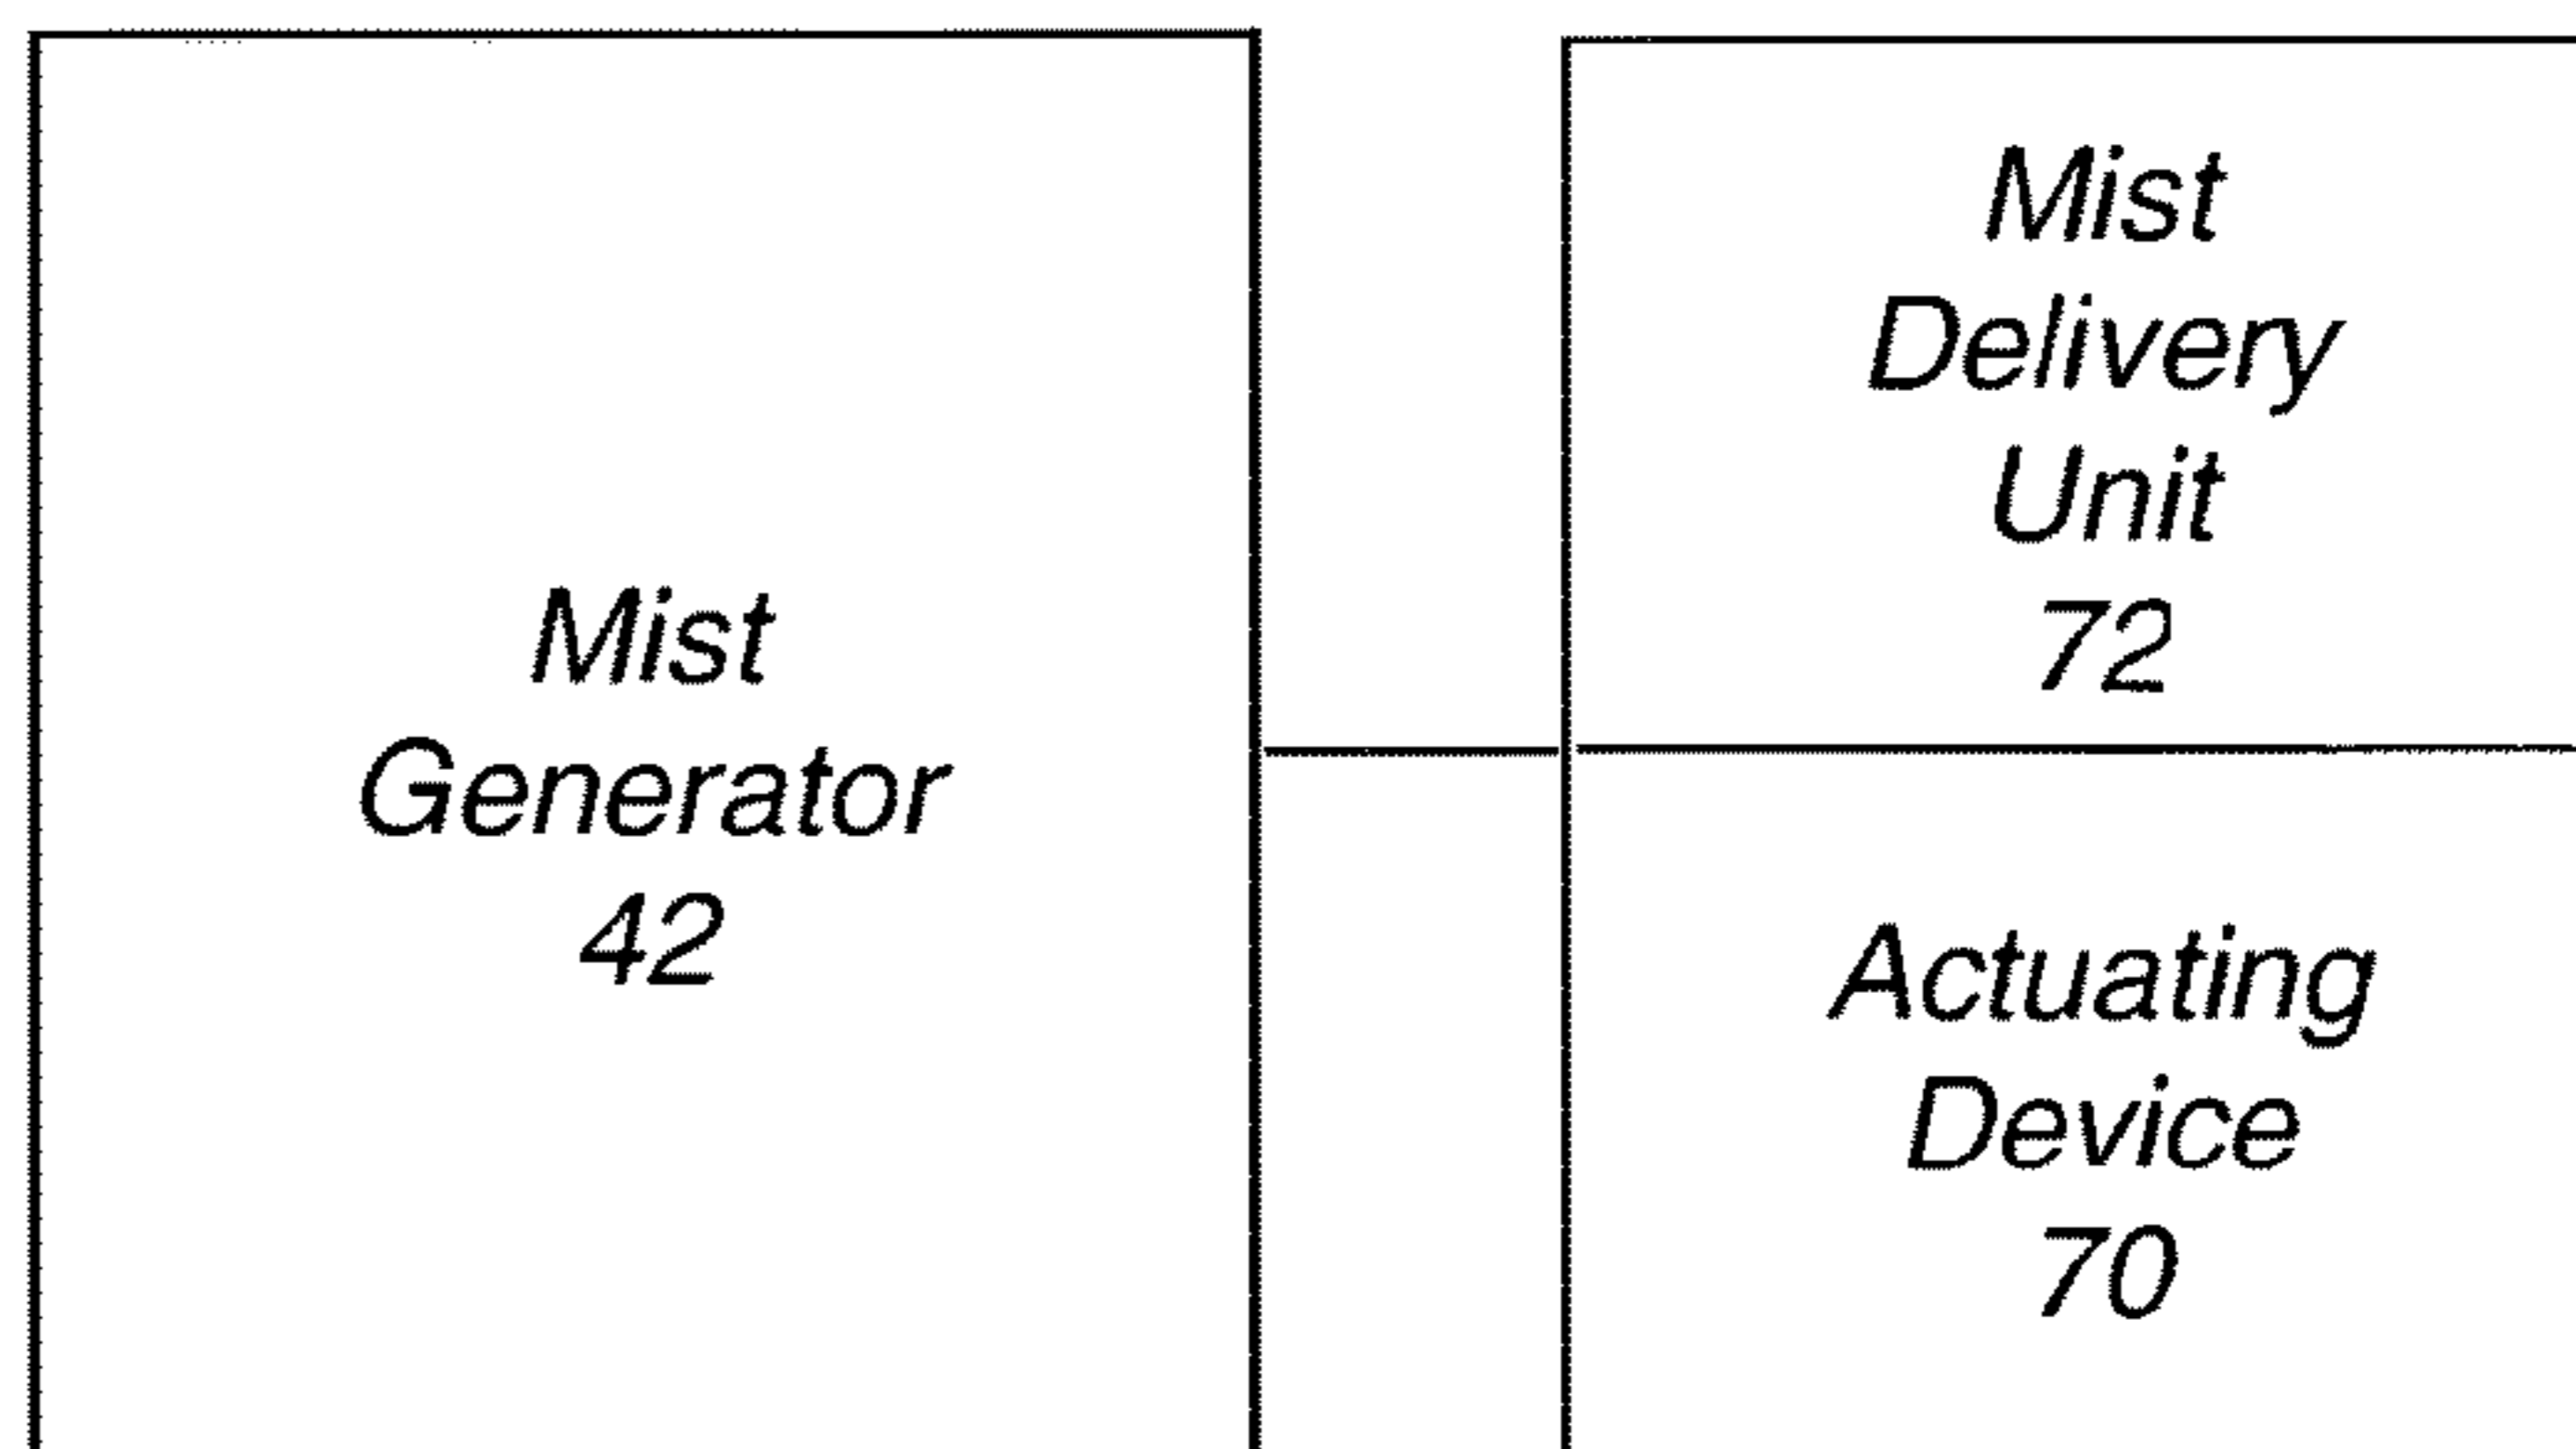 Mist
Generator
42
Mist
Delivery
Unit
72
Actuating
Device
70